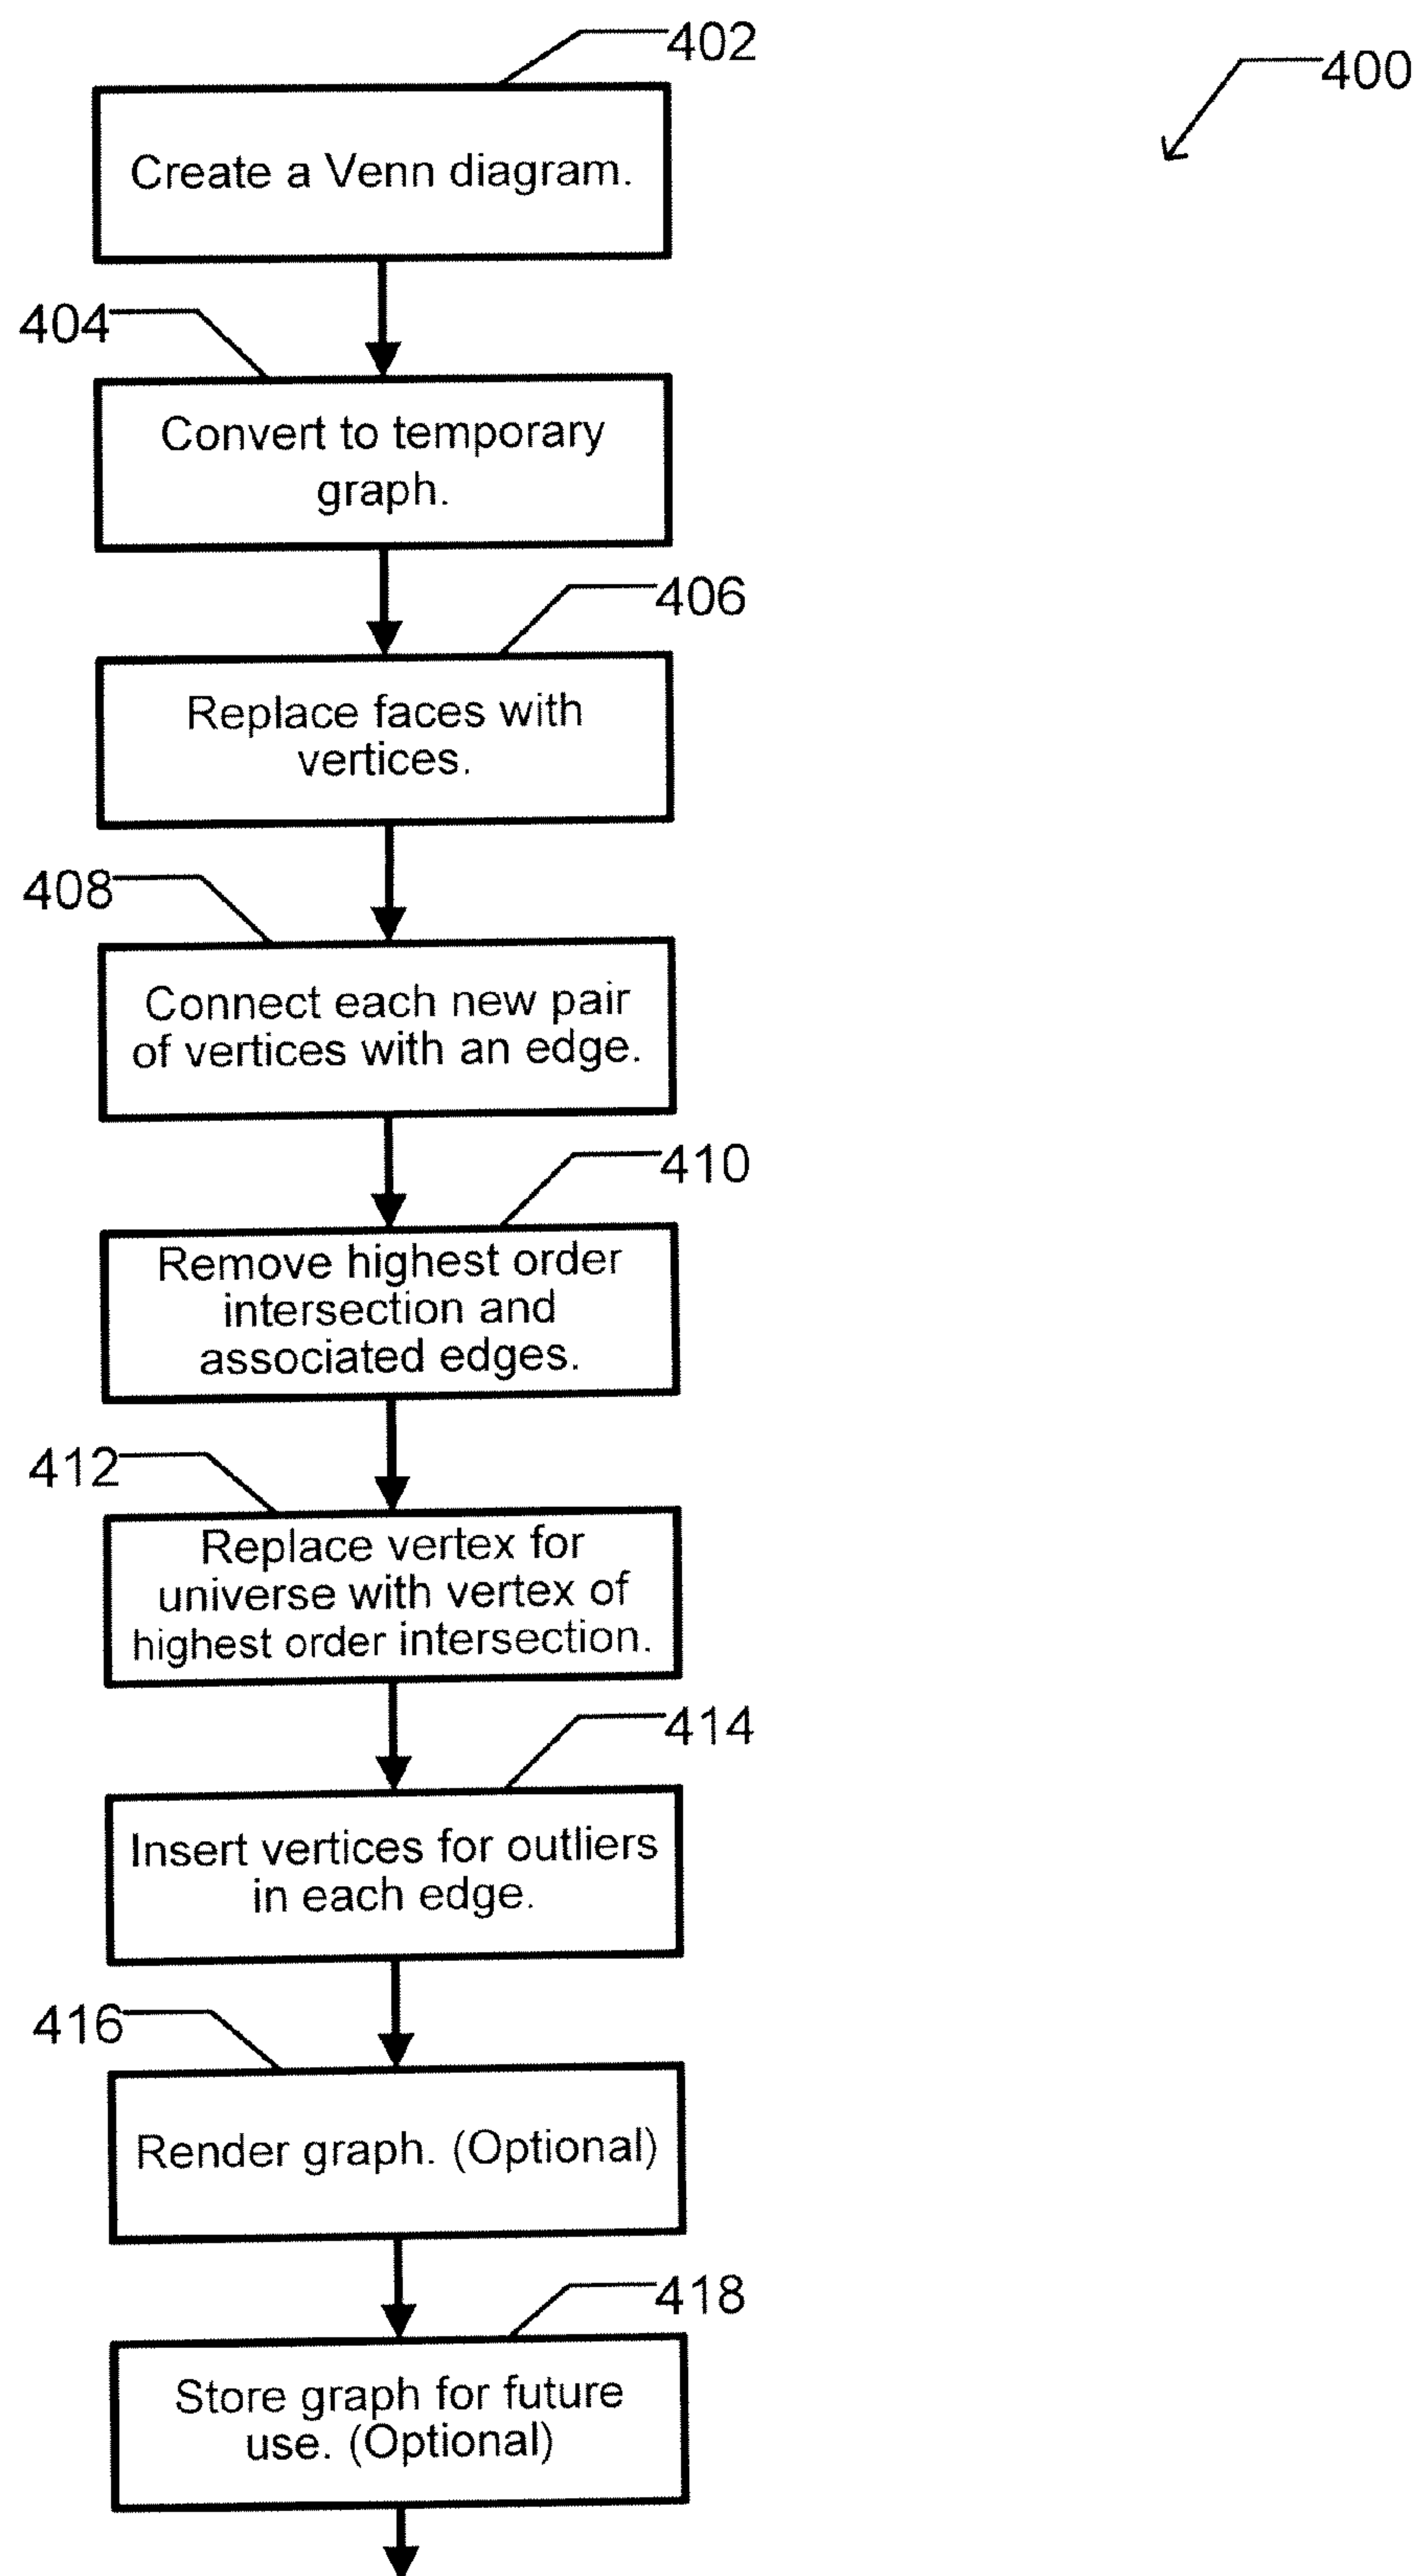 402
400
Create a Venn diagram.
404
Convert to temporary
graph.
406
Replace faces with
vertices.
408
Connect each new pair
of vertices with an edge.
410
Remove highest order
intersection and
associated edges.
412
Replace vertex for
universe with vertex of
highest order intersection.
414
Insert vertices for outliers
in each edge.
416
Render graph. (Optional)
418
Store graph for future
use. (Optional)